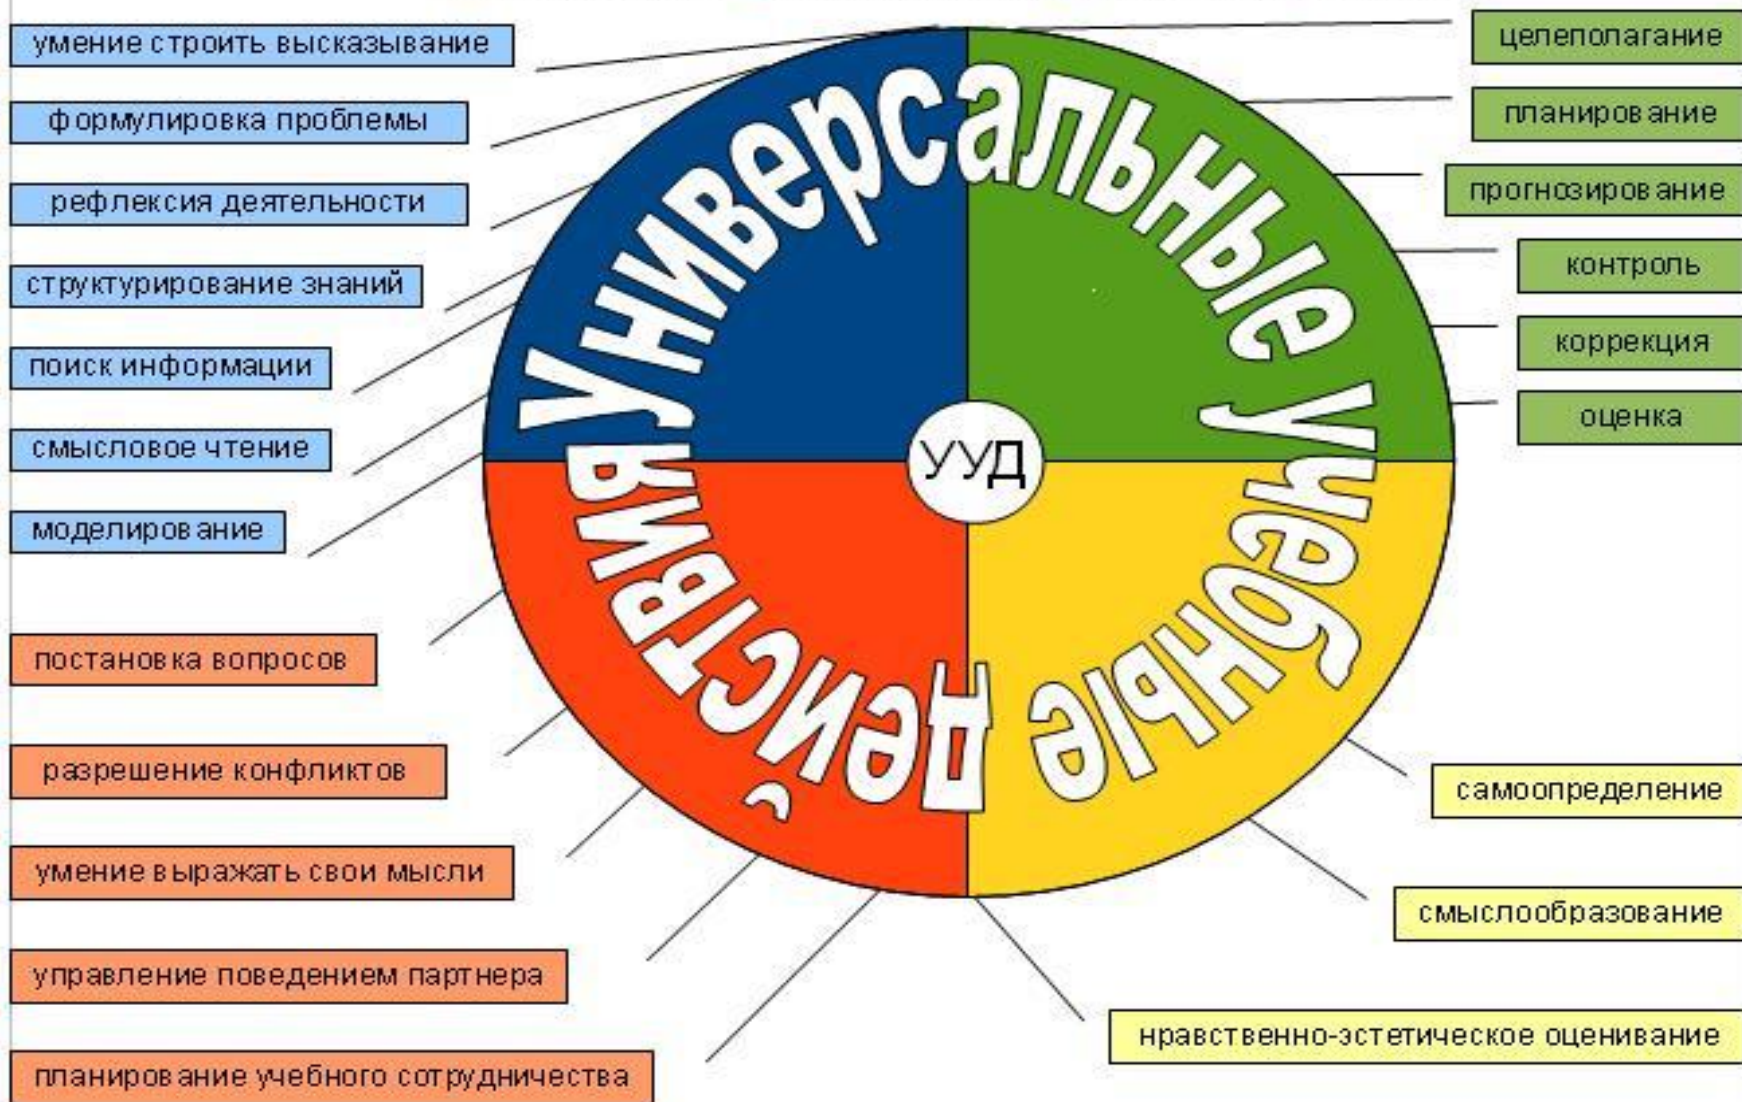 умение строить высказывание
формулировка проблемы
рефлексия деятельности
структурирование знаний
поиск информации
смысловое чтение
моделирование
постановка вопросов
разрешение конфликтов
умение выражать свои мысли
управление поведением партнера
планирование учебного сотрудничества
Универсальные учебные действия
УУД
целеполагание
планирование
прогнозирование
контроль
коррекция
оценка
самоопределение
смыслообразование
нравственно-эстетическое оценивание